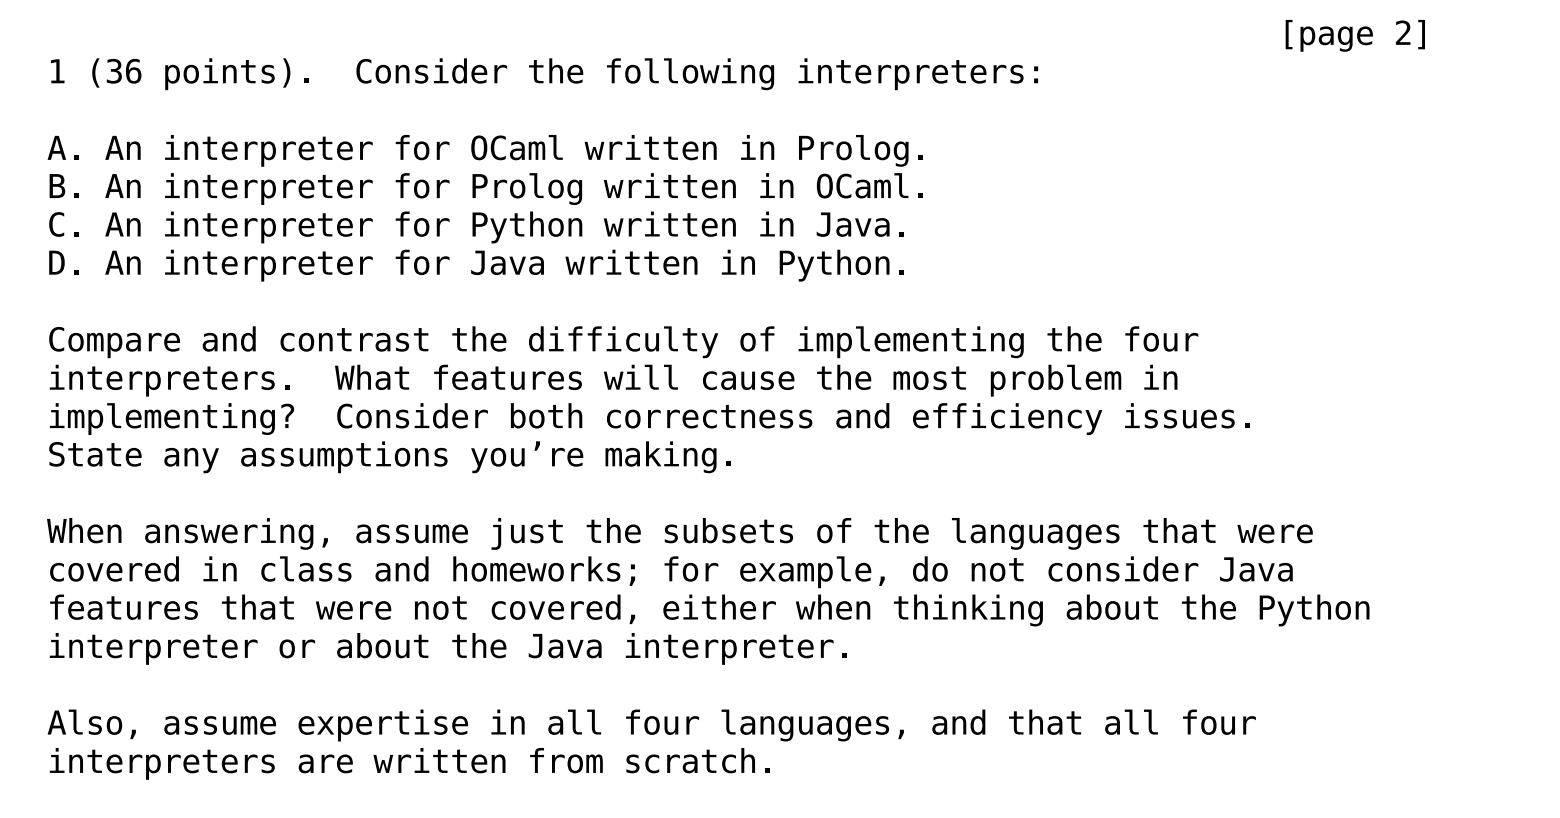 [page 2]
1 (36 points).  Consider the following interpreters:
A. An interpreter for OCaml written in Prolog.
B. An interpreter for Prolog written in OCaml.
C. An interpreter for Python written in Java.
D. An interpreter for Java written in Python.
Compare and contrast the difficulty of implementing the four
interpreters.  What features will cause the most problem in
implementing?  Consider both correctness and efficiency issues.
State any assumptions you’re making.
When answering, assume just the subsets of the languages that were
covered in class and homeworks; for example, do not consider Java
features that were not covered, either when thinking about the Python
interpreter or about the Java interpreter.
Also, assume expertise in all four languages, and that all four
interpreters are written from scratch.